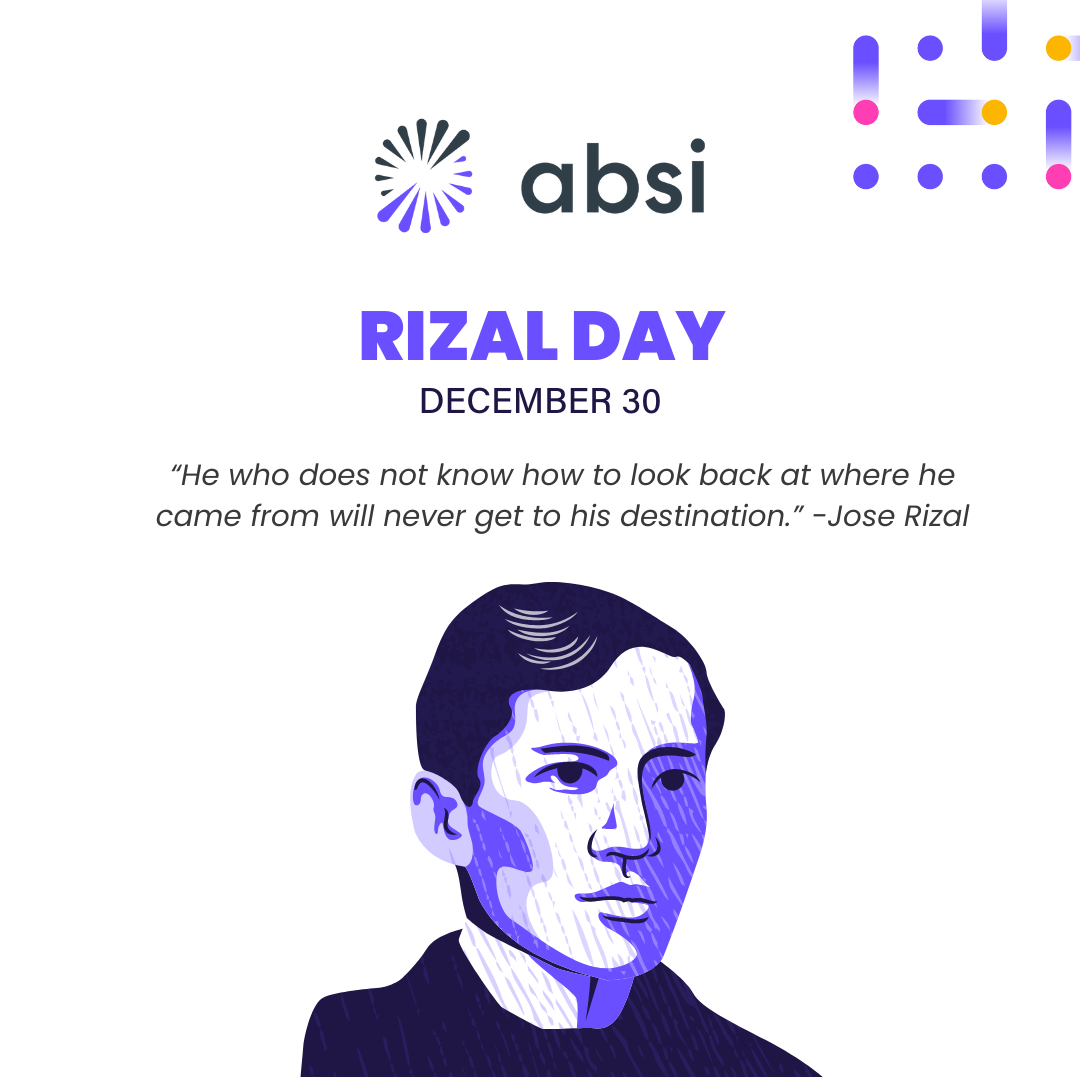 absi
RIZAL DAY
DECEMBER 30
“He who does not know how to look back at where he
came from will never get to his destination.” -Jose Rizal